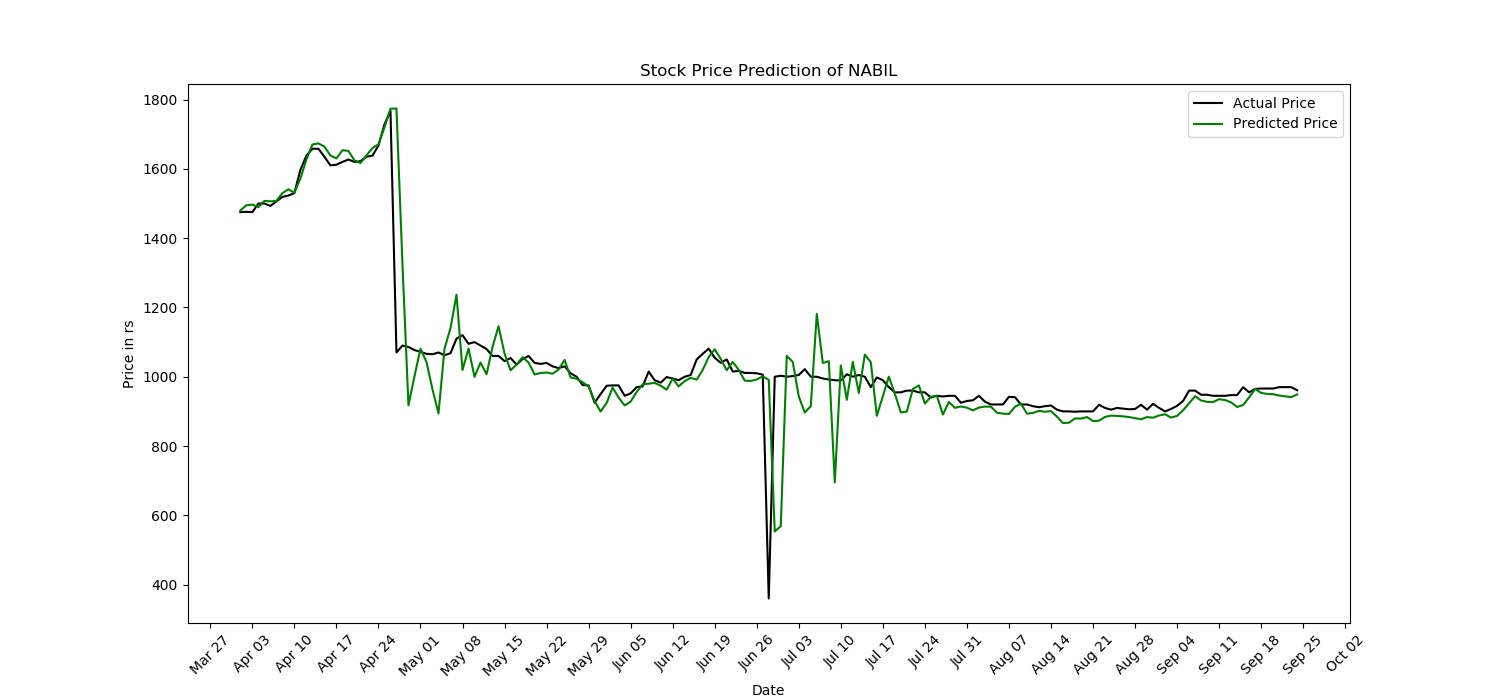 Stock Price Prediction of NABIL
Actual Price
Predicted Price
Price in rs
1800
1600
1400
1200
1000
800
600
400
Mar 27
Apr 03
Apr 10
Apr 17
Apr 24
May 01
May 08
May 15
May 22
May 29
Jun 05
Jun 12
Jun 19
Jun 26
Jul 03
Jul 10
Jul 17
Jul 24
Jul 31
Aug 07
Aug 14
Aug 21
Aug 28
Sep 04
Sep 11
Sep 18
Sep 25
Oct 02
Date